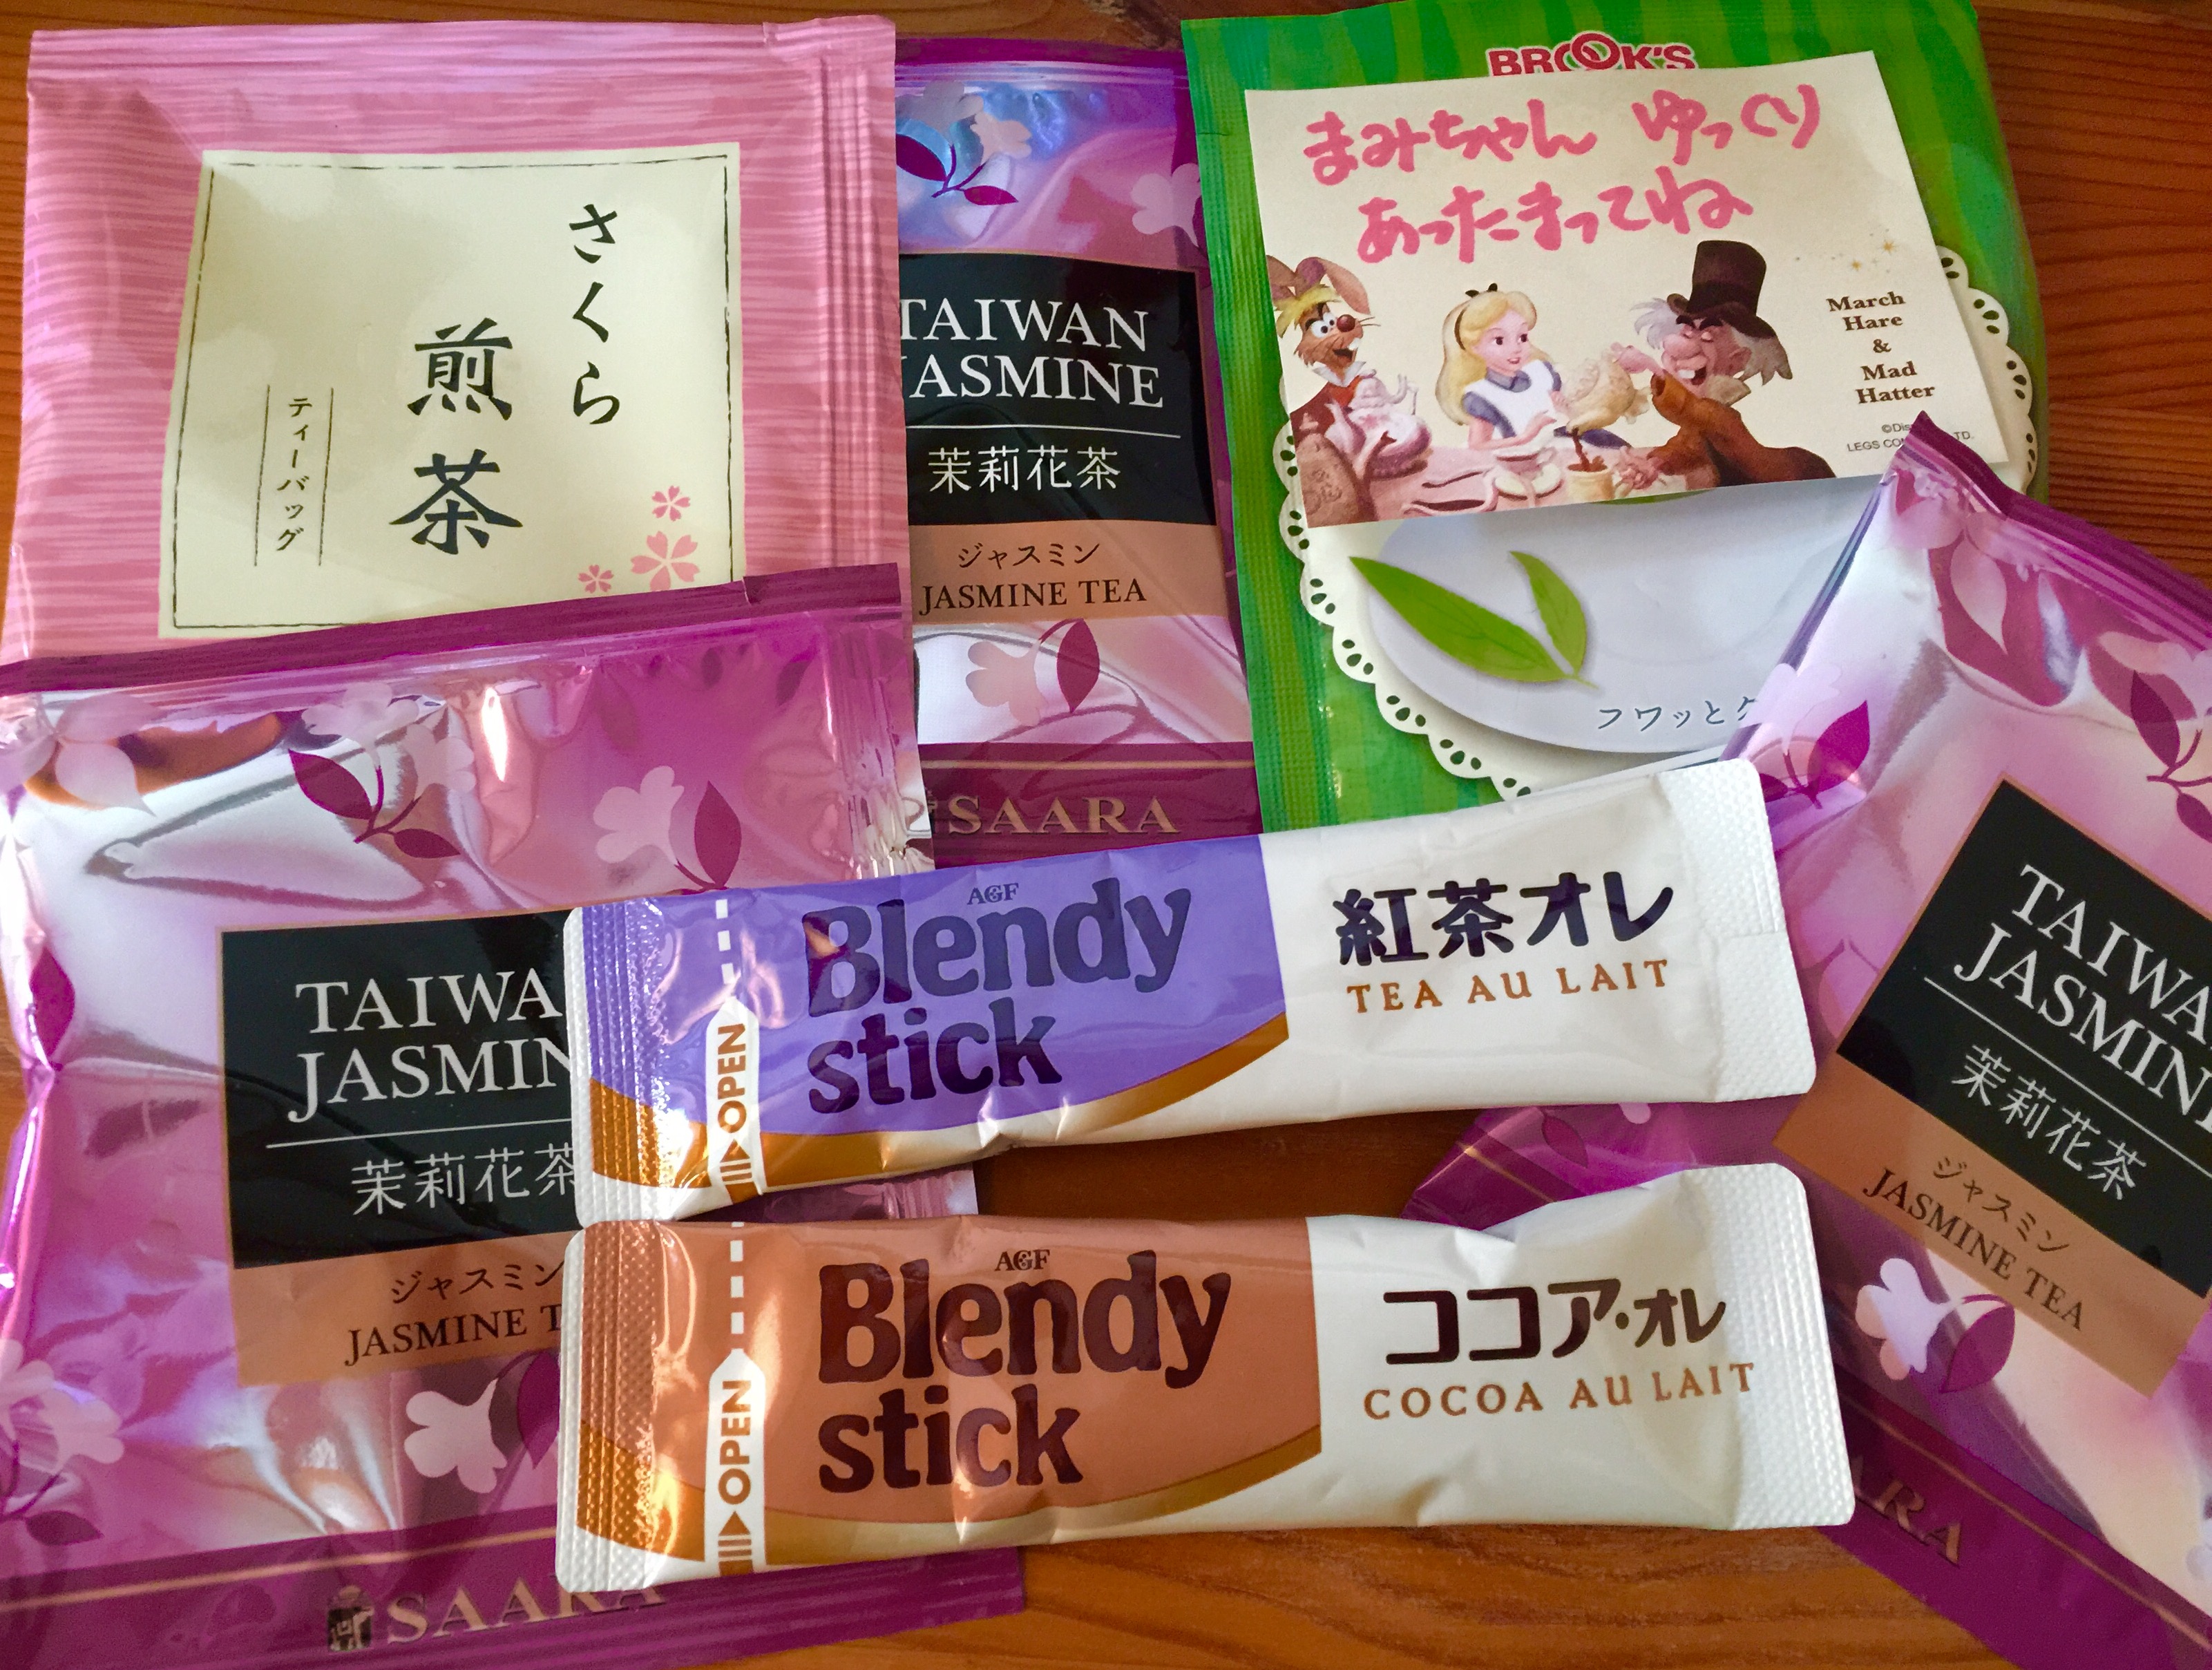 さくら
煎茶
ティーバッグ
TAIWAN
JASMINE
茉莉花茶
ジャスミン
JASMINE TEA
SAARA
BROOK'S
まみちゃん ゆっくり
あったまってね
March
Hare
&
Mad
Hatter
フワッと
TAIWA
JASMIN
茉莉花茶
ジャスミン
JASMINE T
SAARA
AGF
Blendy
stick
OPEN
紅茶オレ
TEA AU LAIT
AGF
Blendy
stick
OPEN
ココア・オレ
COCOA AU LAIT
TAIWA
JASMIN
茉莉花茶
ジャスミン
JASMINE TEA
ARA